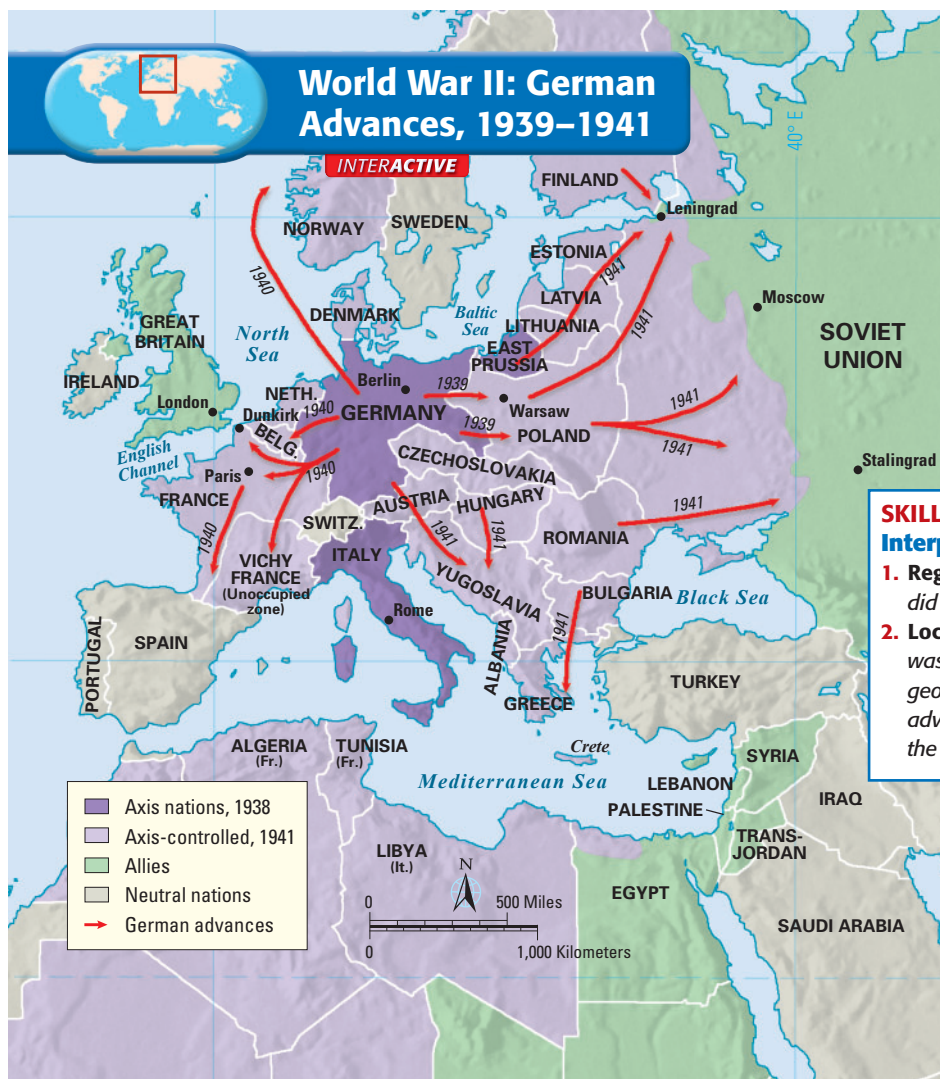 World War II: German
Advances, 1939–1941
INTERACTIVE
40° E
FINLAND
Leningrad
NORWAY
SWEDEN
ESTONIA
1941
1940
LATVIA
Moscow
DENMARK
Baltic
Sea
LITHUANIA
1941
GREAT
BRITAIN
North
Sea
EAST
PRUSSIA
SOVIET
UNION
IRELAND
Berlin
1939
NETH.
London
1940
GERMANY
Warsaw
1941
Dunkirk
1939
POLAND
BELG.
1941
English
Channel
CZECHOSLOVAKIA
Stalingrad
Paris
1940
FRANCE
AUSTRIA
HUNGARY
1941
SWITZ.
1940
1941
1941
ROMANIA
ITALY
VICHY
FRANCE
(Unoccupied
zone)
YUGOSLAVIA
BULGARIA
Black Sea
Rome
1941
PORTUGAL
SPAIN
ALBANIA
TURKEY
GREECE
ALGERIA
(Fr.)
TUNISIA
(Fr.)
Crete
SYRIA
Mediterranean Sea
LEBANON
PALESTINE
IRAQ
TRANS-
JORDAN
LIBYA
(It.)
EGYPT
SAUDI ARABIA
Axis nations, 1938
Axis-controlled, 1941
Allies
Neutral nations
German advances
N
0 500 Miles
0 1,000 Kilometers
SKILL
Interp
1. Reg
did
2. Loc
was
geo
adv
the